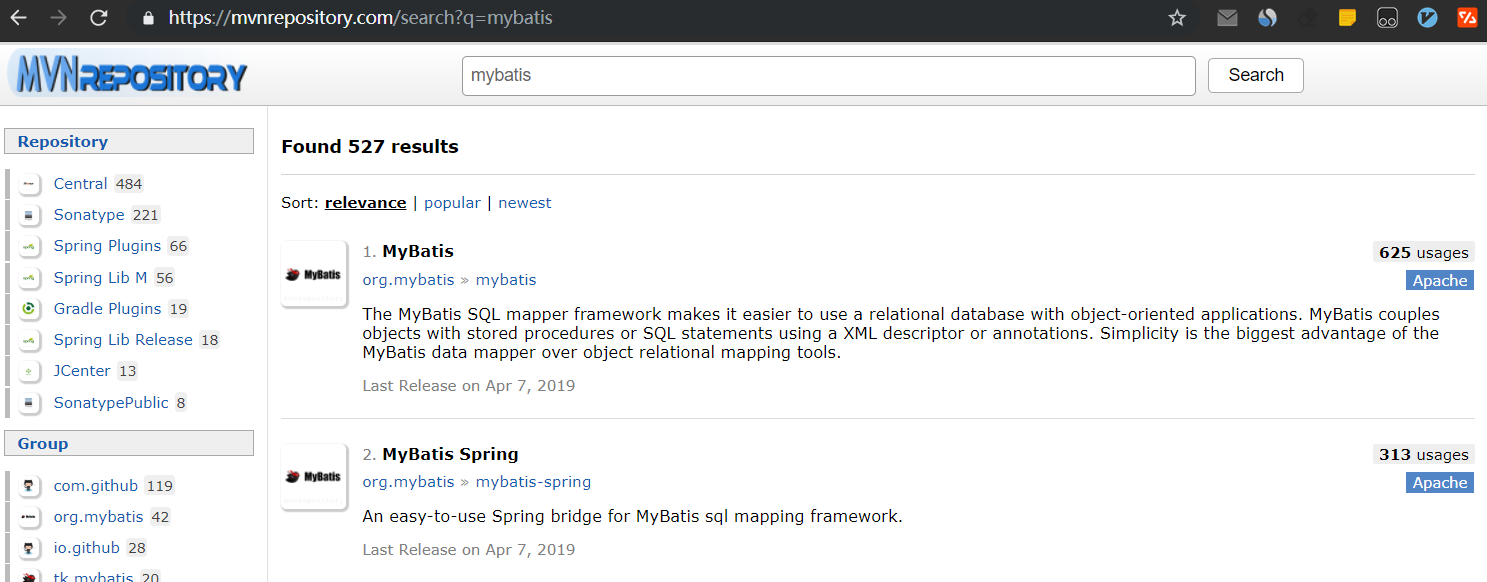 https://mvnrepository.com/search?q=mybatis
MVNREPOSITORY
mybatis
Search
Repository
Central 484
Sonatype 221
Spring Plugins 66
Spring Lib M 56
Gradle Plugins 19
Spring Lib Release 18
JCenter 13
SonatypePublic 8
Group
com.github 119
org.mybatis 42
io.github 28
tk.mybatis 20
Found 527 results
Sort: relevance | popular | newest
MyBatis
1. MyBatis
625 usages
org.mybatis » mybatis
Apache
The MyBatis SQL mapper framework makes it easier to use a relational database with object-oriented applications. MyBatis couples
objects with stored procedures or SQL statements using a XML descriptor or annotations. Simplicity is the biggest advantage of the
MyBatis data mapper over object relational mapping tools.
Last Release on Apr 7, 2019
MyBatis
2. MyBatis Spring
313 usages
org.mybatis » mybatis-spring
Apache
An easy-to-use Spring bridge for MyBatis sql mapping framework.
Last Release on Apr 7, 2019